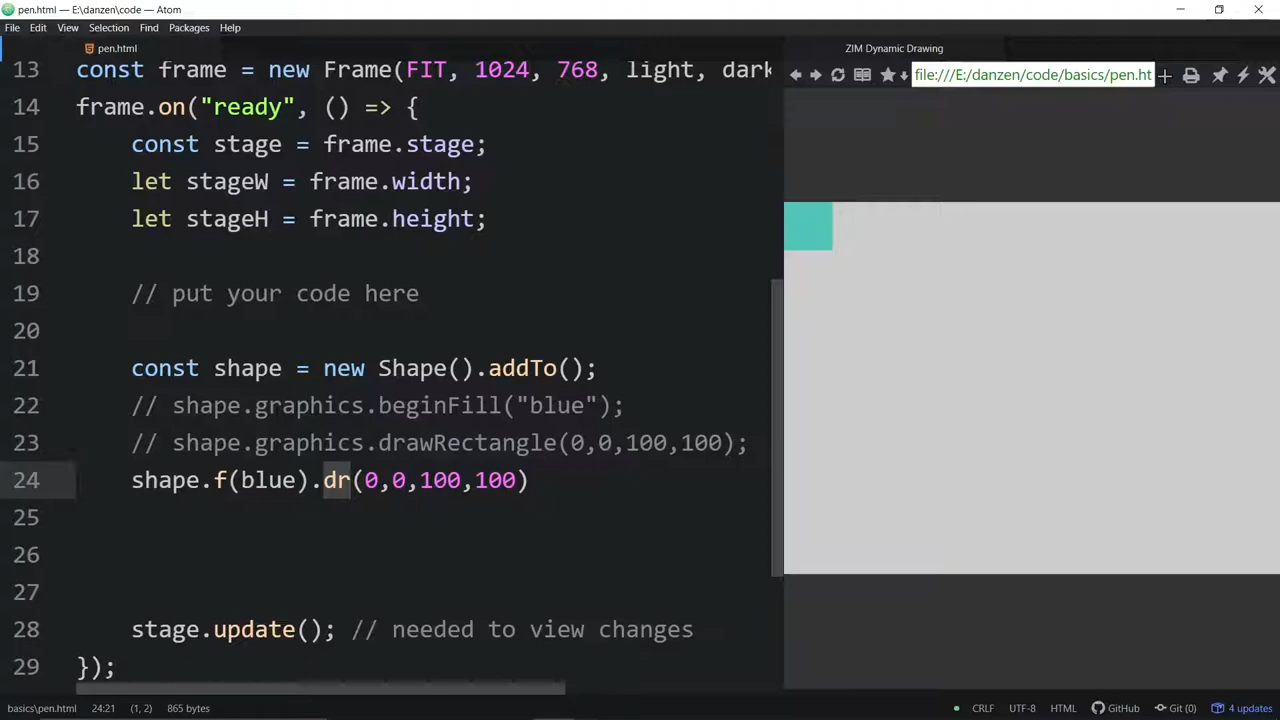 pen.html — E:\danzen\code — Atom
File Edit View Selection Find Packages Help
pen.html
ZIM Dynamic Drawing
file:///E:/danzen/code/basics/pen.ht
13 const frame = new Frame(FIT, 1024, 768, light, dark
14 frame.on("ready", () => {
15 const stage = frame.stage;
16 let stageW = frame.width;
17 let stageH = frame.height;
18
19 // put your code here
20
21 const shape = new Shape().addTo();
22 // shape.graphics.beginFill("blue");
23 // shape.graphics.drawRectangle(0,0,100,100);
24 shape.f(blue).dr(0,0,100,100)
25
26
27
28 stage.update(); // needed to view changes
29 });
basics\pen.html 24:21 (1, 2) 865 bytes CRLF UTF-8 HTML GitHub Git (0) 4 updates